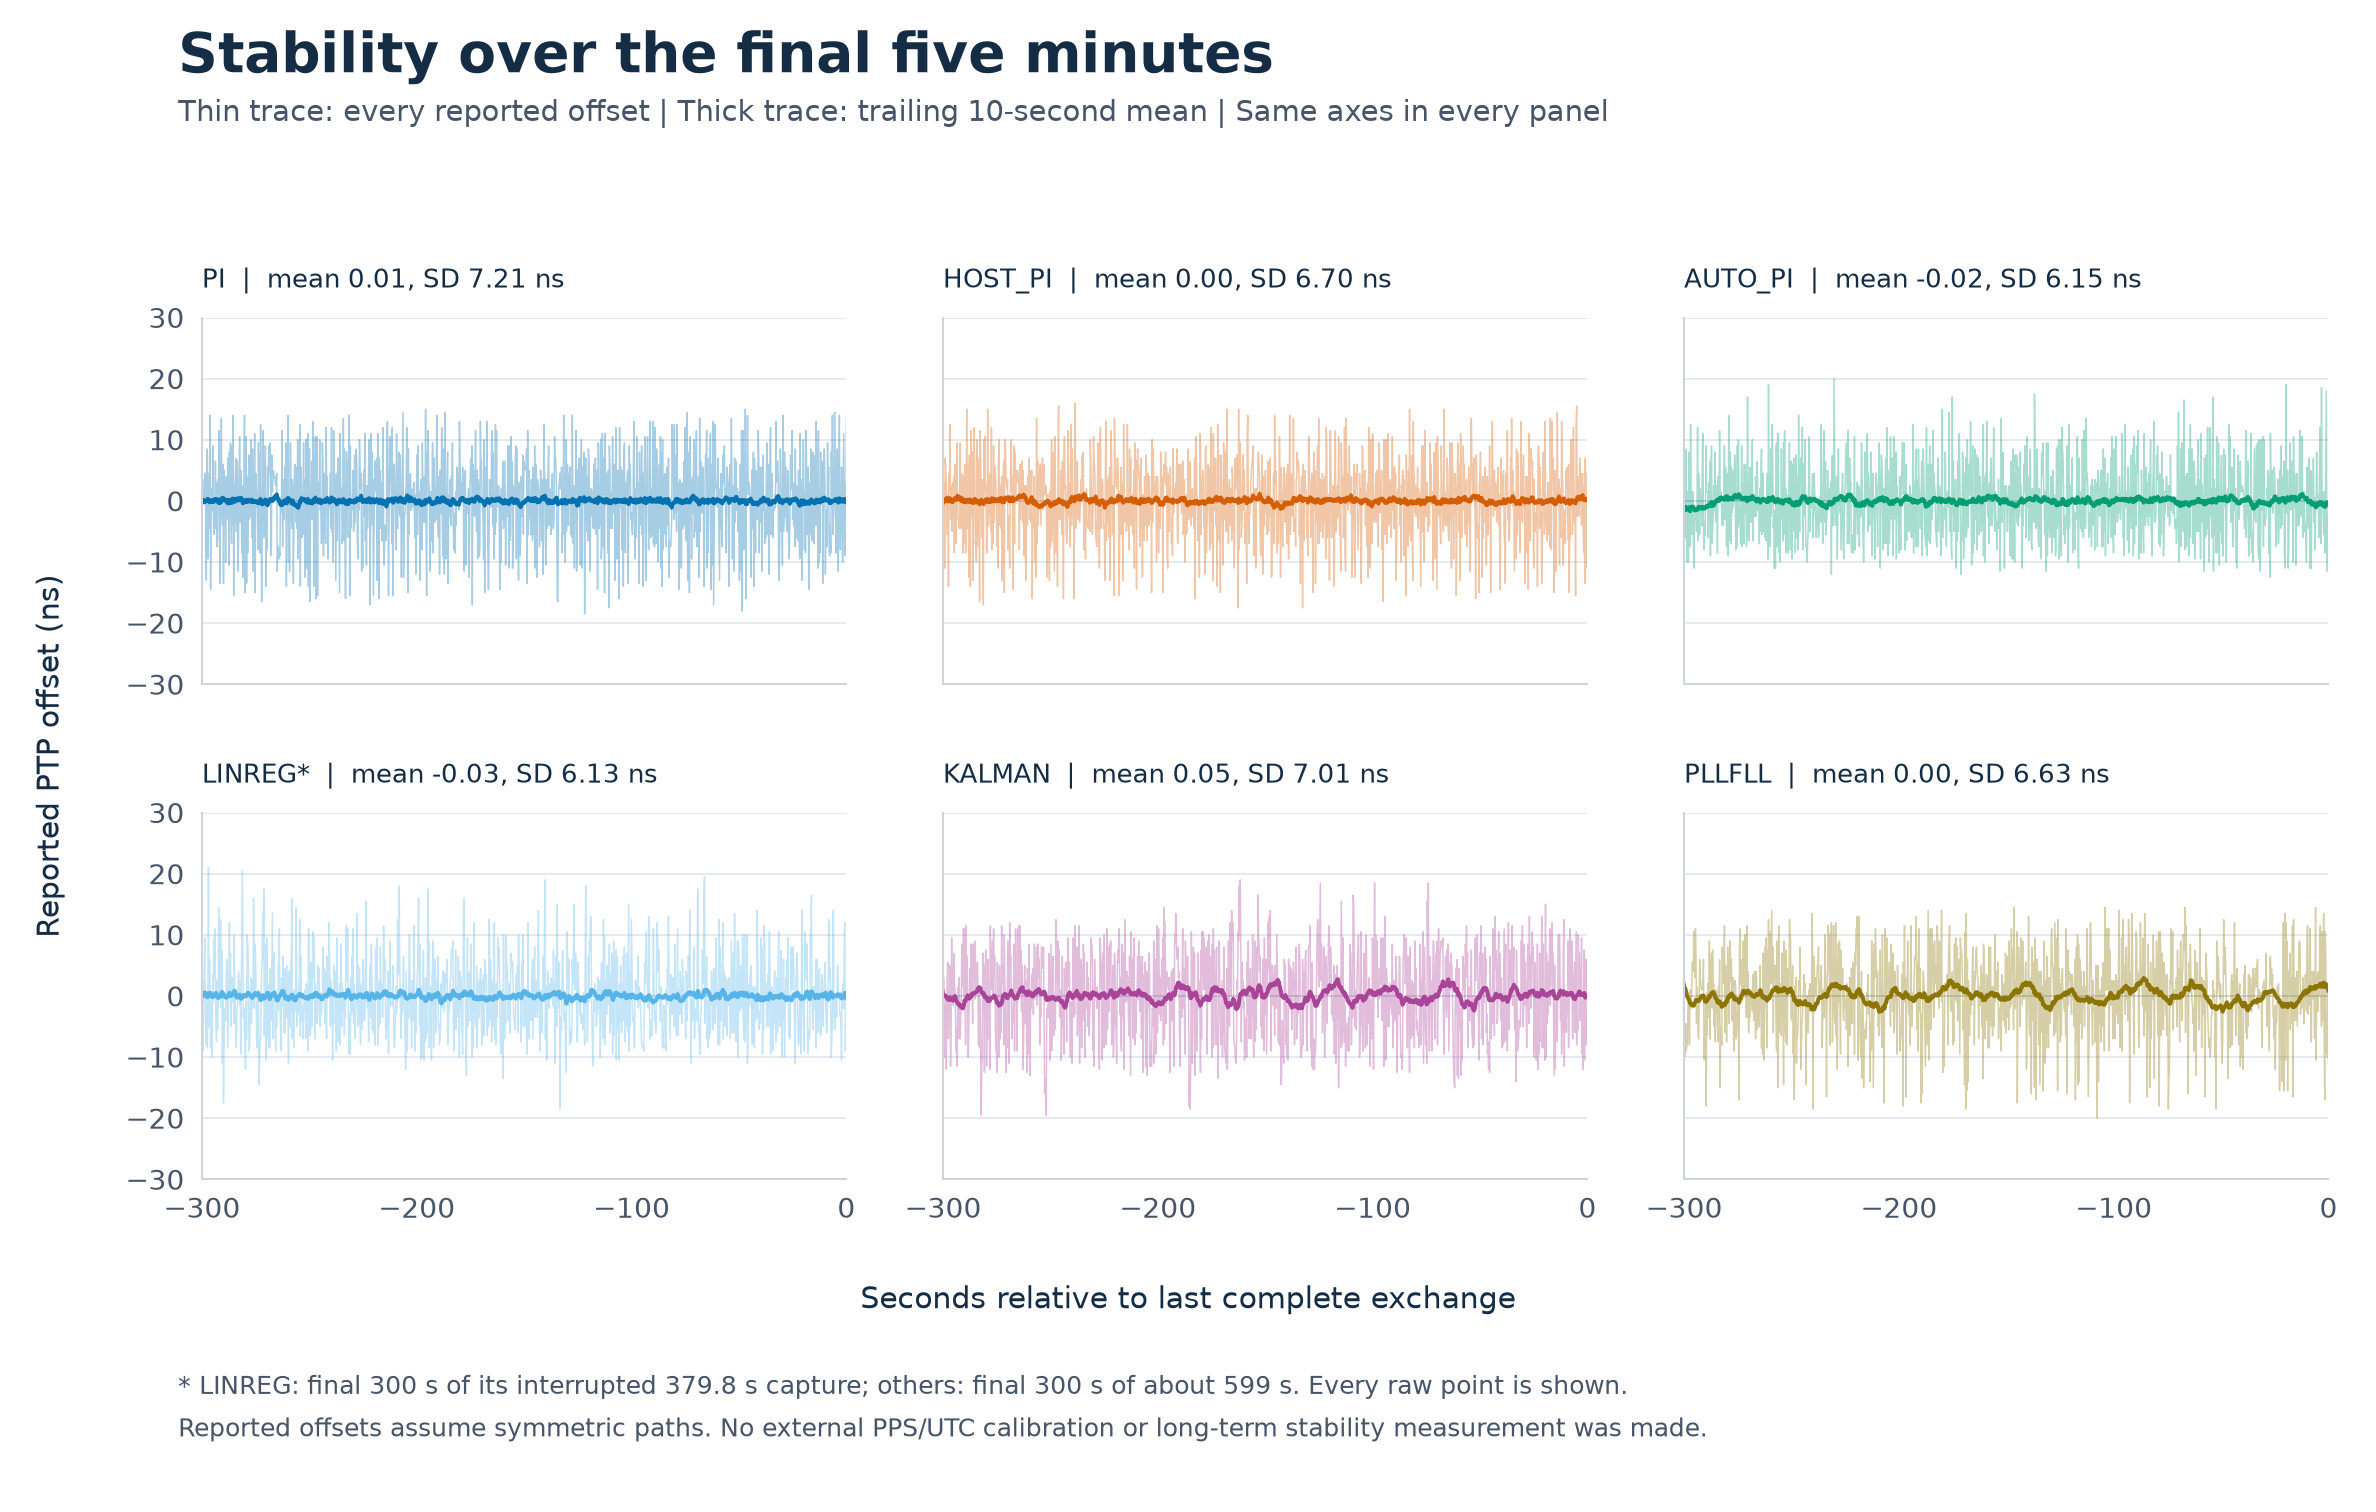 Stability over the final five minutes
Thin trace: every reported offset | Thick trace: trailing 10-second mean | Same axes in every panel
PI | mean 0.01, SD 7.21 ns
HOST_PI | mean 0.00, SD 6.70 ns
AUTO_PI | mean -0.02, SD 6.15 ns
30
20
10
0
−10
−20
−30
Reported PTP offset (ns)
LINREG* | mean -0.03, SD 6.13 ns
KALMAN | mean 0.05, SD 7.01 ns
PLLFLL | mean 0.00, SD 6.63 ns
30
20
10
0
−10
−20
−30
−300 −200 −100 0
−300 −200 −100 0
−300 −200 −100 0
Seconds relative to last complete exchange
* LINREG: final 300 s of its interrupted 379.8 s capture; others: final 300 s of about 599 s. Every raw point is shown.
Reported offsets assume symmetric paths. No external PPS/UTC calibration or long-term stability measurement was made.